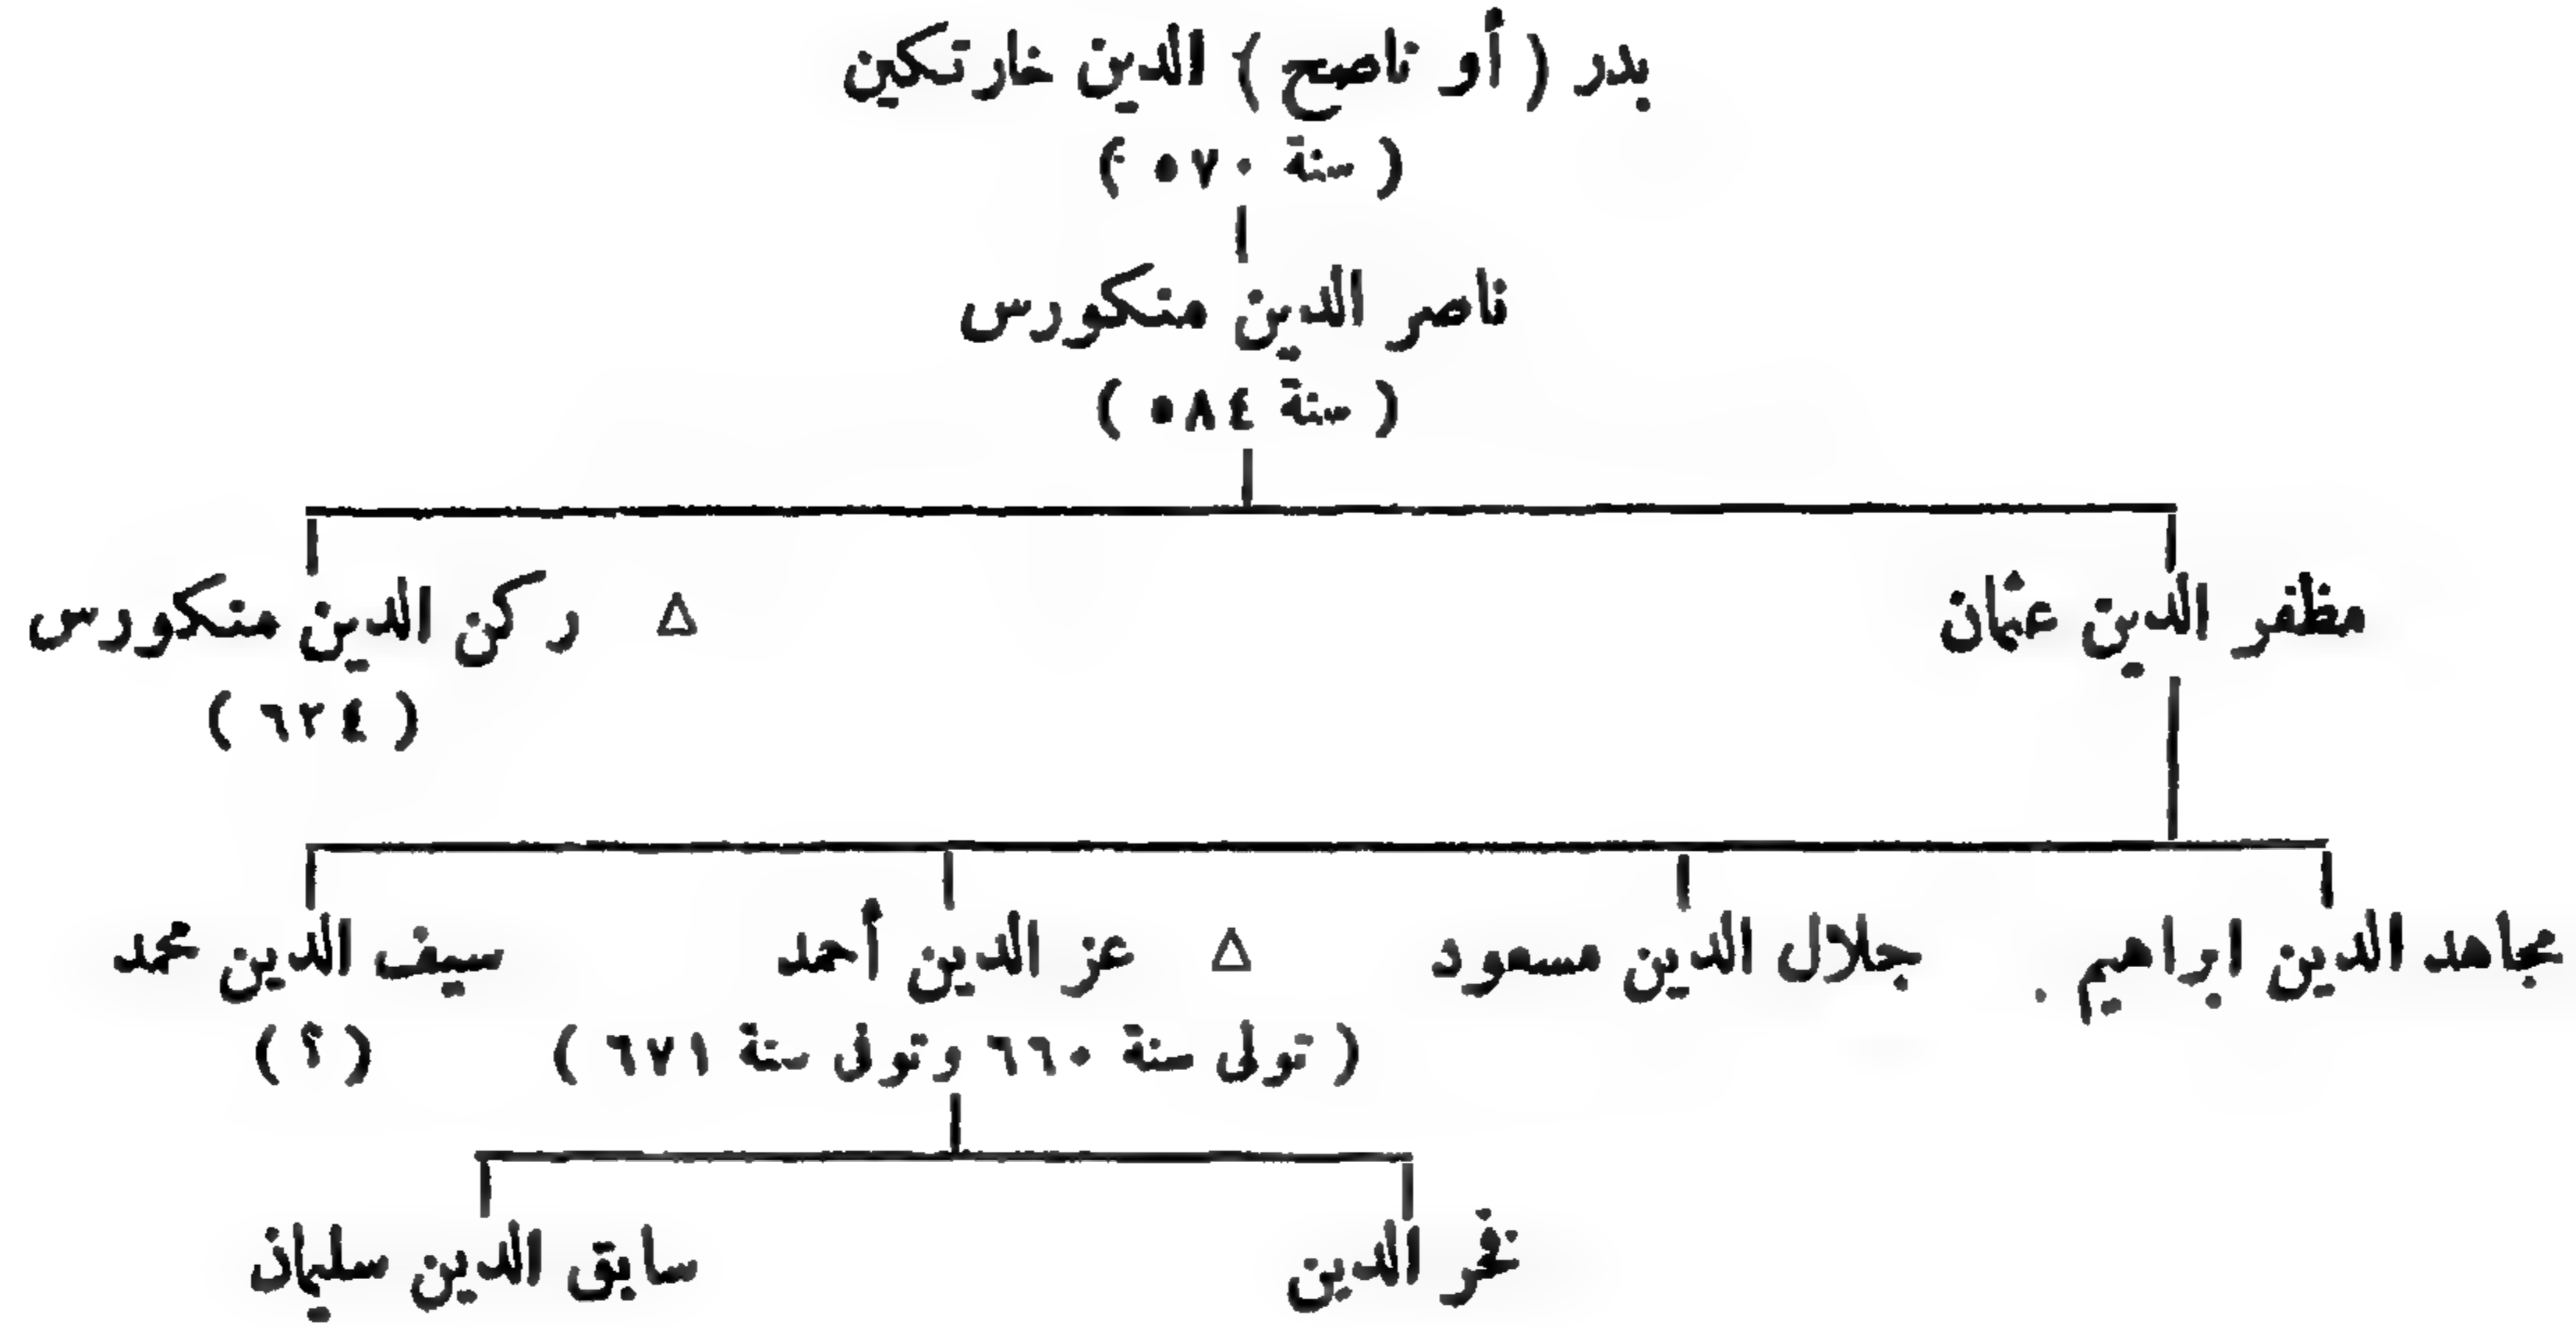 بدر ( أو ناصح ) الدين خارتكين
( سنة ٥٧٠ )
ناصر الدين منكورس
( سنة ٥٨٤ )
مظفر الدين عثمان Δ ركن الدين منكورس
( ٦٢٤ )
مجاهد الدين ابراهيم . جلال الدين مسعود Δ عز الدين أحمد سيف الدين محمد
( تولى سنة ٦٦٠ وتوفى سنة ٦٧١ ) ( ؟ )
فخر الدين سابق الدين سليمان